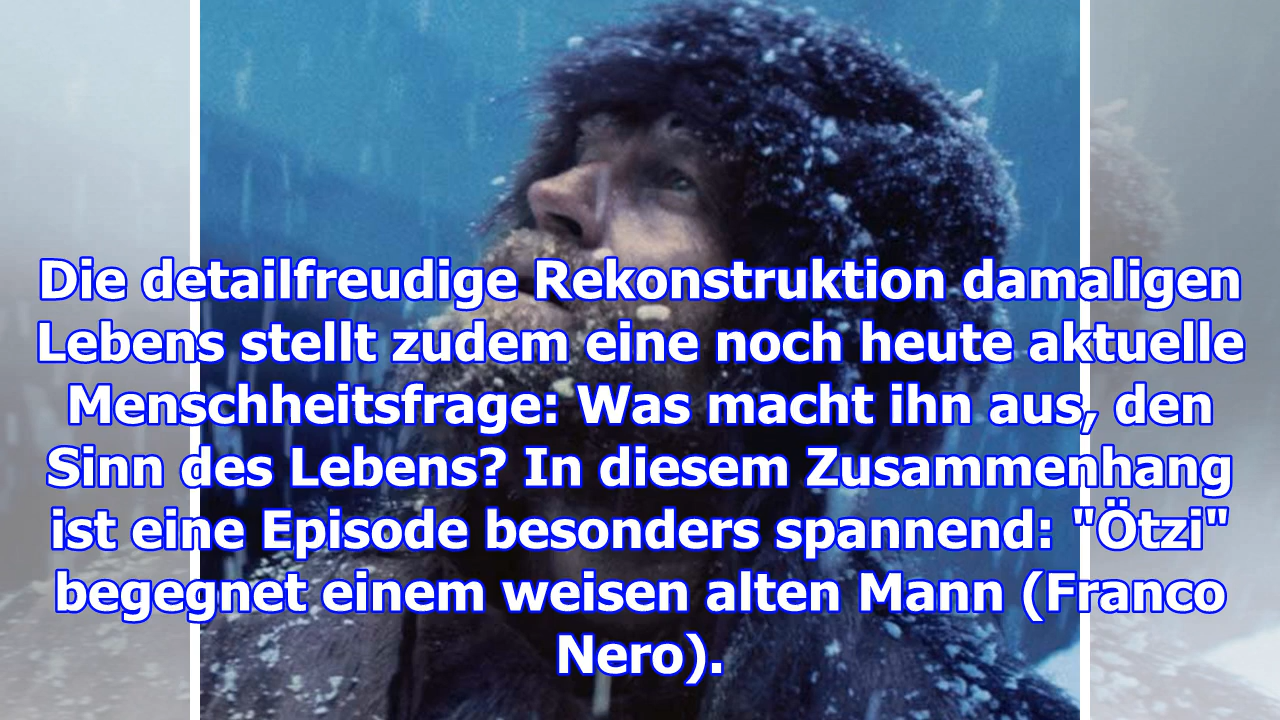 Die detailfreudige Rekonstruktion damaligen
Lebens stellt zudem eine noch heute aktuelle
Menschheitsfrage: Was macht ihn aus, den
Sinn des Lebens? In diesem Zusammenhang
ist eine Episode besonders spannend: "Ötzi"
begegnet einem weisen alten Mann (Franco
Nero).